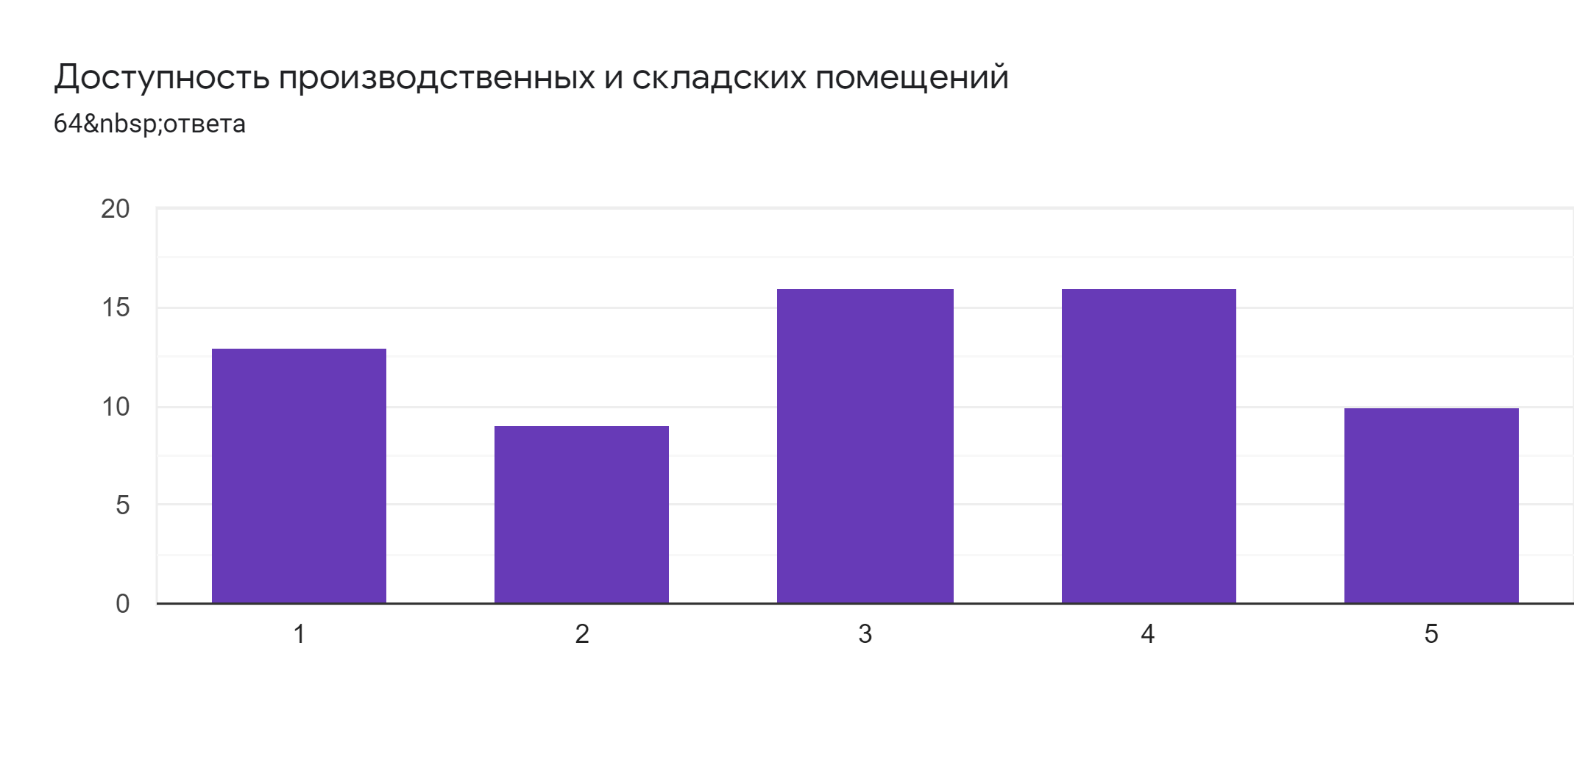 Доступность производственных и складских помещений
64&nbsp;ответа
20
15
10
5
0
1 2 3 4 5